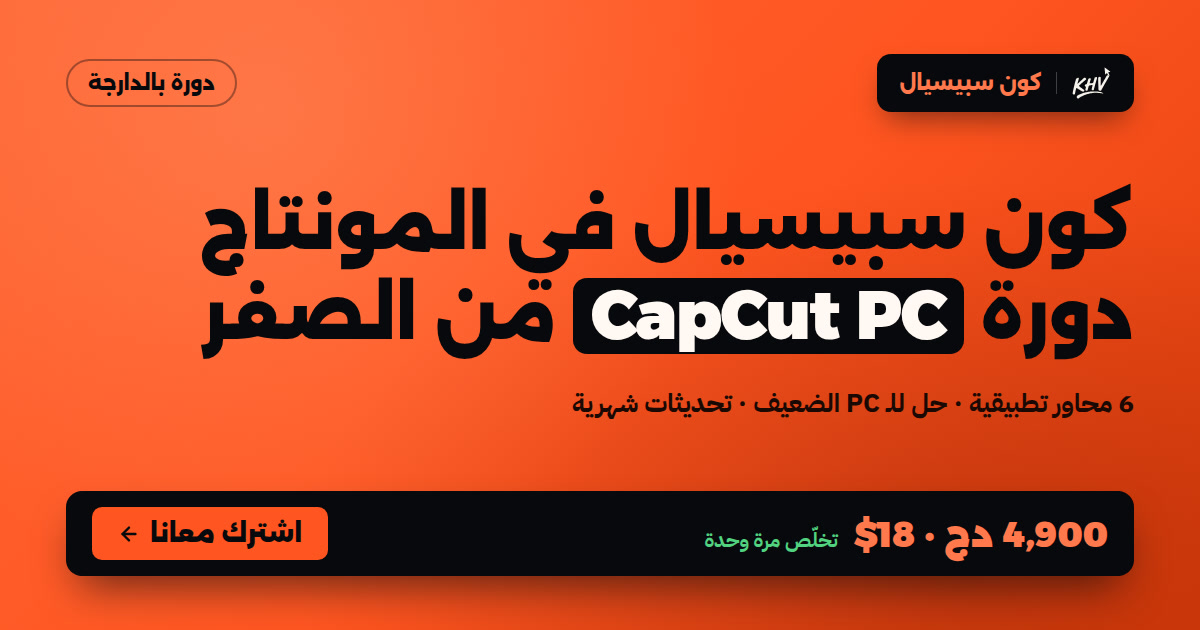 KHV | كون سبيسيال
دورة بالدارجة
كون سبيسيال في المونتاج
دورة CapCut PC من الصفر
6 محاور تطبيقية · حل للـ PC الضعيف · تحديثات شهرية
4,900 دج · $18 تخلّص مرة وحدة
اشترك معانا ←